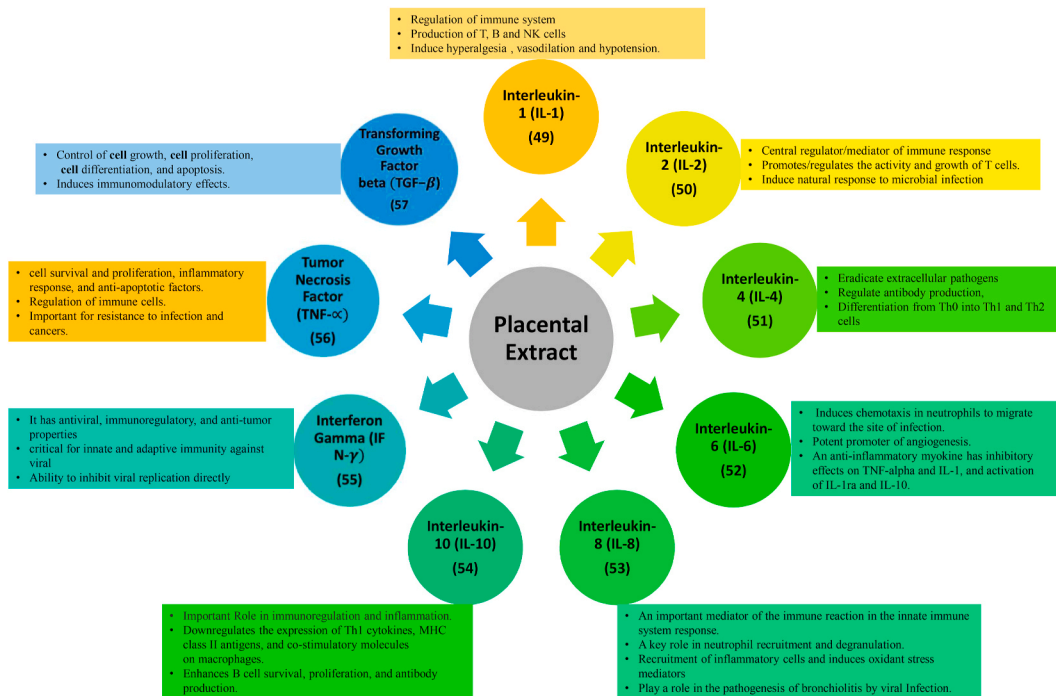 • Regulation of immune system
• Production of T, B and NK cells
• Induce hyperalgesia , vasodilation and hypotension.
Interleukin-
1 (IL-1)
(49)
• Central regulator/mediator of immune response
• Promotes/regulates the activity and growth of T cells.
• Induce natural response to microbial infection
Interleukin-
2 (IL-2)
(50)
• Eradicate extracellular pathogens
• Regulate antibody production,
• Differentiation from Th0 into Th1 and Th2
cells
Interleukin-
4 (IL-4)
(51)
• Induces chemotaxis in neutrophils to migrate
toward the site of infection.
• Potent promoter of angiogenesis.
• An anti-inflammatory myokine has inhibitory
effects on TNF-alpha and IL-1, and activation
of IL-1ra and IL-10.
Interleukin-
6 (IL-6)
(52)
Interleukin-
8 (IL-8)
(53)
• An important mediator of the immune reaction in the innate immune
system response.
• A key role in neutrophil recruitment and degranulation.
• Recruitment of inflammatory cells and induces oxidant stress
mediators
• Play a role in the pathogenesis of bronchiolitis by viral Infection.
Interleukin-
10 (IL-10)
(54)
• Important Role in immunoregulation and inflammation.
• Downregulates the expression of Th1 cytokines, MHC
class II antigens, and co-stimulatory molecules
on macrophages.
• Enhances B cell survival, proliferation, and antibody
production.
Interferon
Gamma (IF
N-γ)
(55)
• It has antiviral, immunoregulatory, and anti-tumor
properties
• critical for innate and adaptive immunity against
viral
• Ability to inhibit viral replication directly
Tumor
Necrosis
Factor
(TNF-∝)
(56)
• cell survival and proliferation, inflammatory
response, and anti-apoptotic factors.
• Regulation of immune cells.
• Important for resistance to infection and
cancers.
Transforming
Growth
Factor
beta (TGF−β)
(57
• Control of cell growth, cell proliferation,
cell differentiation, and apoptosis.
• Induces immunomodulatory effects.
Placental
Extract